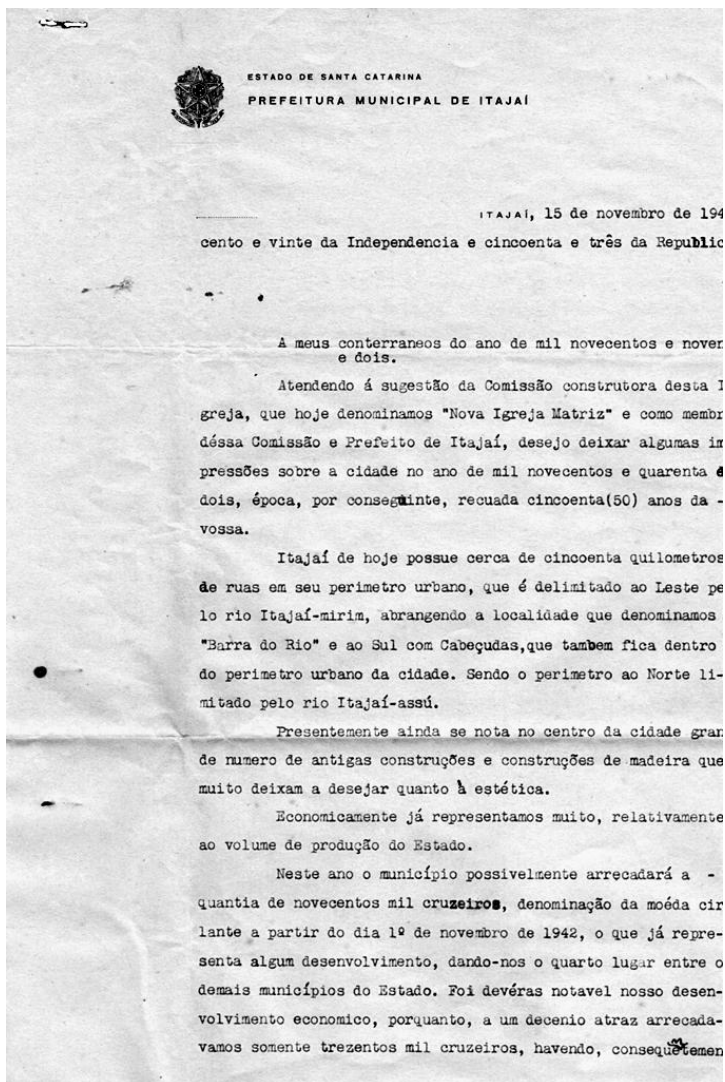 ESTADO DE SANTA CATARINA
PREFEITURA MUNICIPAL DE ITAJAÍ
ITAJAÍ, 15 de novembro de 194
cento e vinte da Independencia e cincoenta e três da Republic
A meus conterraneos do ano de mil novecentos e noven
e dois.
Atendendo á sugestão da Comissão construtora desta I
greja, que hoje denominamos "Nova Igreja Matriz" e como membr
déssa Comissão e Prefeito de Itajaí, desejo deixar algumas im
pressões sobre a cidade no ano de mil novecentos e quarenta e
dois, época, por conseguinte, recuada cincoenta(50) anos da -
vossa.
Itajaí de hoje possue cerca de cincoenta quilometros
de ruas em seu perimetro urbano, que é delimitado ao Leste pe
lo rio Itajaí-mirim, abrangendo a localidade que denominamos
"Barra do Rio" e ao Sul com Cabeçudas,que tambem fica dentro
do perimetro urbano da cidade. Sendo o perimetro ao Norte li-
mitado pelo rio Itajaí-assú.
Presentemente ainda se nota no centro da cidade gran
de numero de antigas construções e construções de madeira que
muito deixam a desejar quanto à estética.
Economicamente já representamos muito, relativamente
ao volume de produção do Estado.
Neste ano o município possivelmente arrecadará a -
quantia de novecentos mil cruzeiros, denominação da moéda cir
lante a partir do dia 1º de novembro de 1942, o que já repre-
senta algum desenvolvimento, dando-nos o quarto lugar entre o
demais municípios do Estado. Foi devéras notavel nosso desen-
volvimento economico, porquanto, a um decenio atraz arrecada-
vamos somente trezentos mil cruzeiros, havendo, consequêtemen